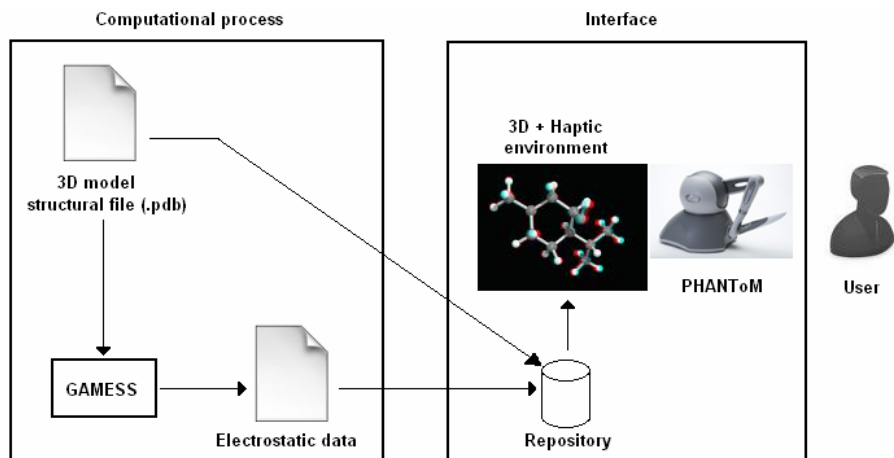 Computational process
Interface
3D model
structural file (.pdb)
GAMESS
Electrostatic data
3D + Haptic
environment
PHANToM
User
Repository